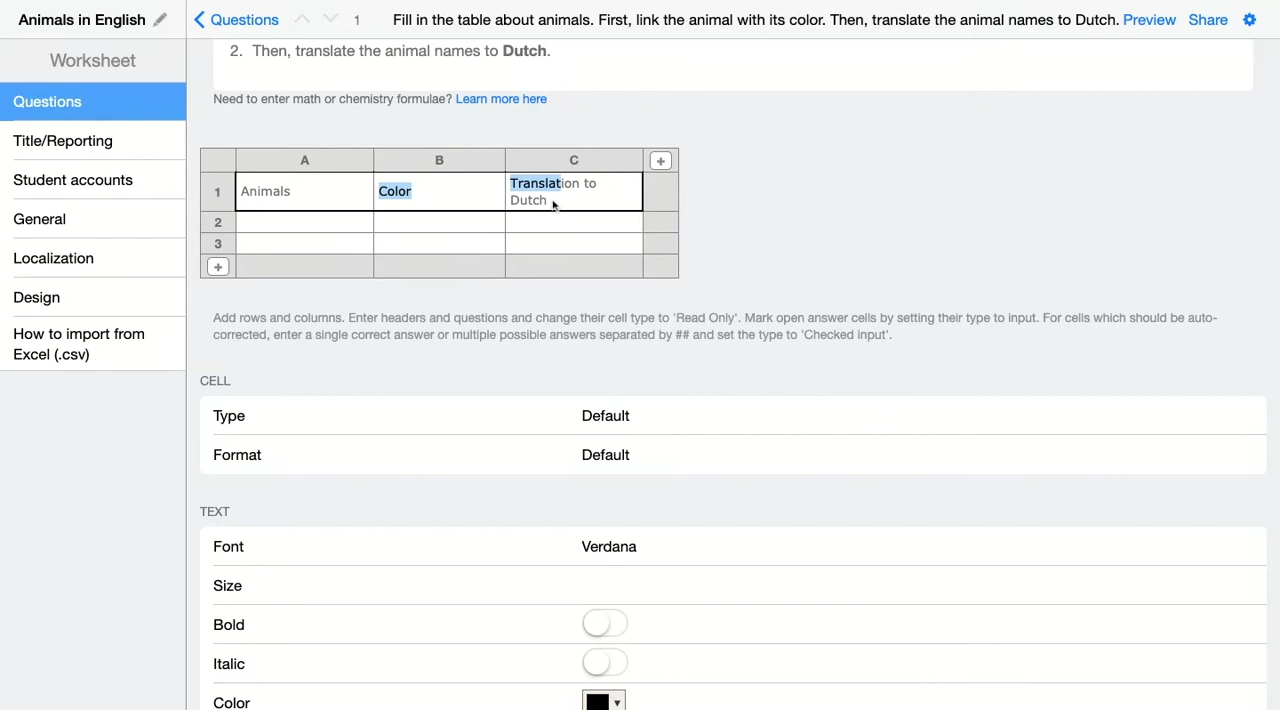 Animals in English
Questions
1
Fill in the table about animals. First, link the animal with its color. Then, translate the animal names to Dutch.
Preview
Share
Worksheet
Questions
Title/Reporting
Student accounts
General
Localization
Design
How to import from
Excel (.csv)
2. Then, translate the animal names to Dutch.
Need to enter math or chemistry formulae? Learn more here
A B C +
1 Animals Color Translation to
Dutch
2
3
+
Add rows and columns. Enter headers and questions and change their cell type to 'Read Only'. Mark open answer cells by setting their type to input. For cells which should be auto-
corrected, enter a single correct answer or multiple possible answers separated by ## and set the type to 'Checked input'.
CELL
Type Default
Format Default
TEXT
Font Verdana
Size
Bold
Italic
Color